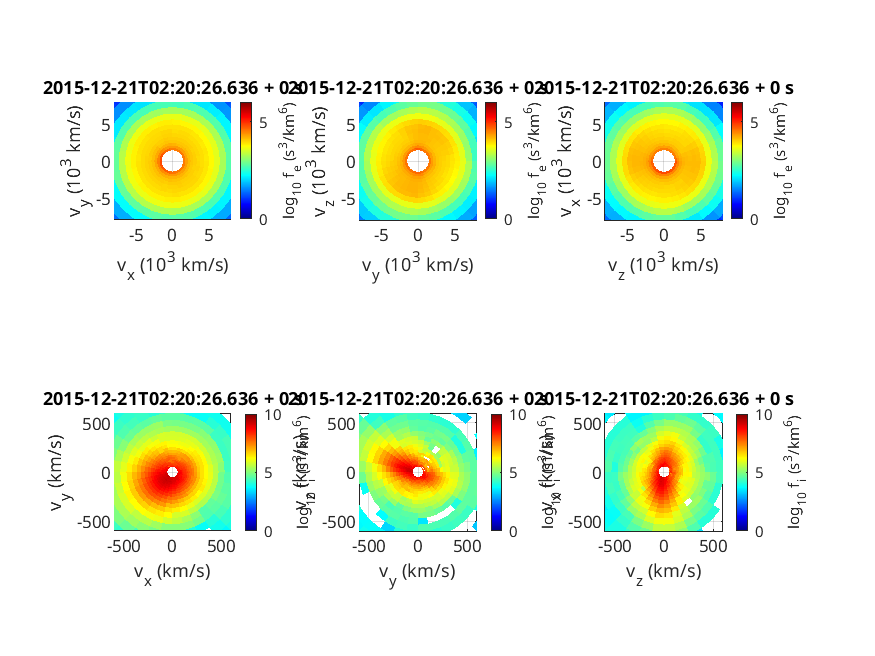 2015-12-21T02:20:26.636 + 0 s
v_y (10^3 km/s)
5
0
-5
-5 0 5
v_x (10^3 km/s)
5
0
log_10 f_e (s^3/km^6)
2015-12-21T02:20:26.636 + 0 s
v_z (10^3 km/s)
5
0
-5
-5 0 5
v_y (10^3 km/s)
5
0
log_10 f_e (s^3/km^6)
2015-12-21T02:20:26.636 + 0 s
v_x (10^3 km/s)
5
0
-5
-5 0 5
v_z (10^3 km/s)
5
0
log_10 f_e (s^3/km^6)
2015-12-21T02:20:26.636 + 0 s
v_y (km/s)
500
0
-500
-500 0 500
v_x (km/s)
10
5
0
2015-12-21T02:20:26.636 + 0 s
500
0
-500
-500 0 500
v_y (km/s)
10
5
0
2015-12-21T02:20:26.636 + 0 s
500
0
-500
-500 0 500
v_z (km/s)
10
5
0
log_10 f_i (s^3/km^6)